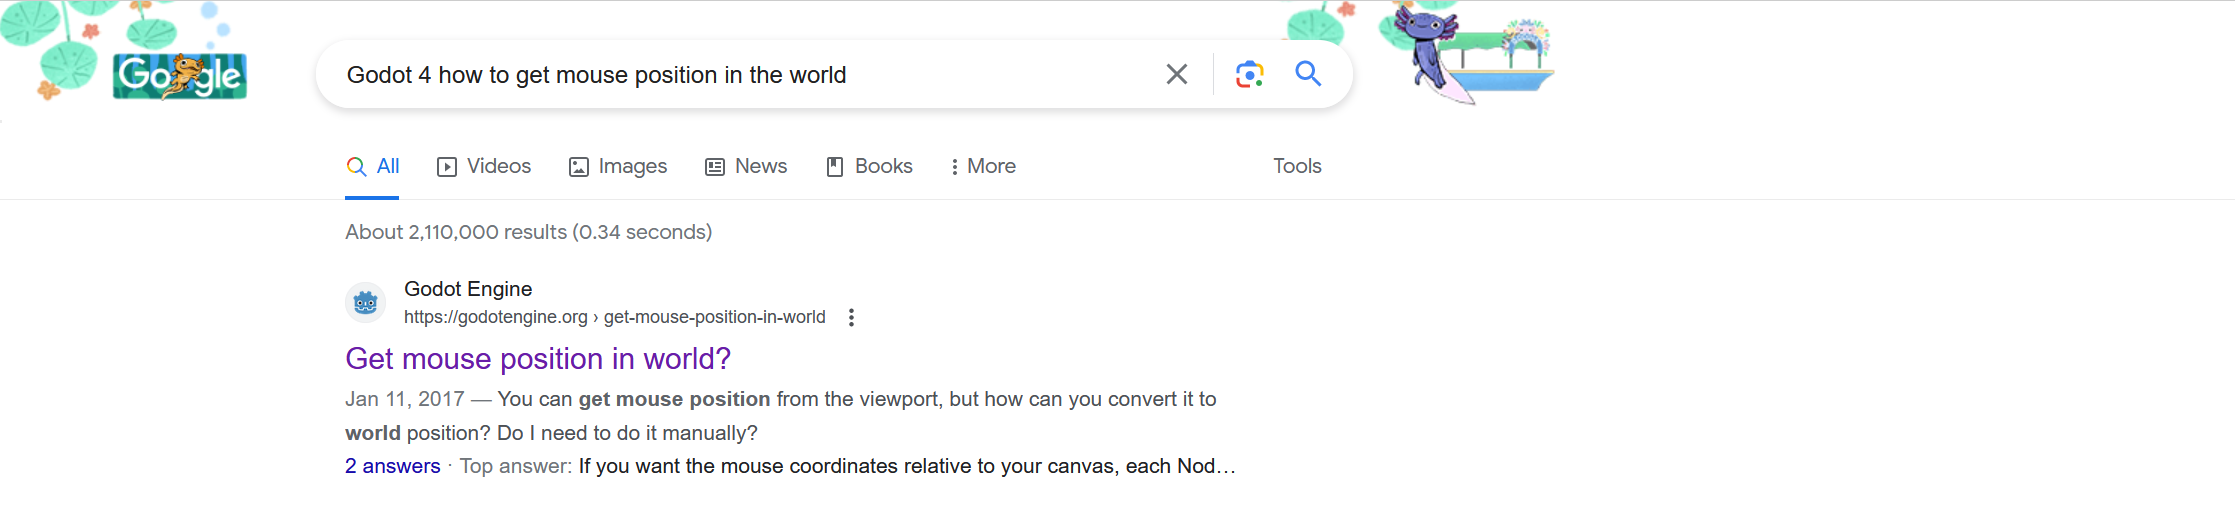 Google
Godot 4 how to get mouse position in the world
All Videos Images News Books More Tools
About 2,110,000 results (0.34 seconds)
Godot Engine
https://godotengine.org › get-mouse-position-in-world
Get mouse position in world?
Jan 11, 2017 — You can get mouse position from the viewport, but how can you convert it to
world position? Do I need to do it manually?
2 answers · Top answer: If you want the mouse coordinates relative to your canvas, each Nod…